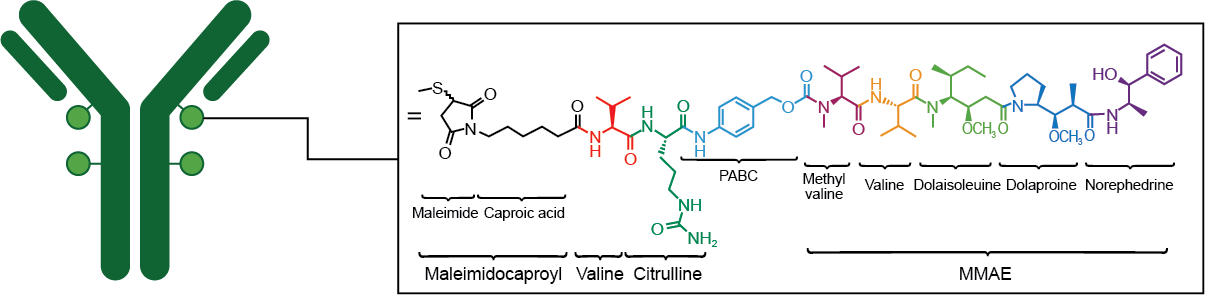 =
S
O
N
O
O
N
H
O
H
N
O
N
H
O
NH
NH₂
O
O
O
N
O
H
N
O
N
OCH₃
O
N
OCH₃
O
N
H
HO
PABC
Methyl
valine
Valine
Dolaisoleuine
Dolaproine
Norephedrine
Maleimide
Caproic acid
Maleimidocaproyl
Valine
Citrulline
MMAE